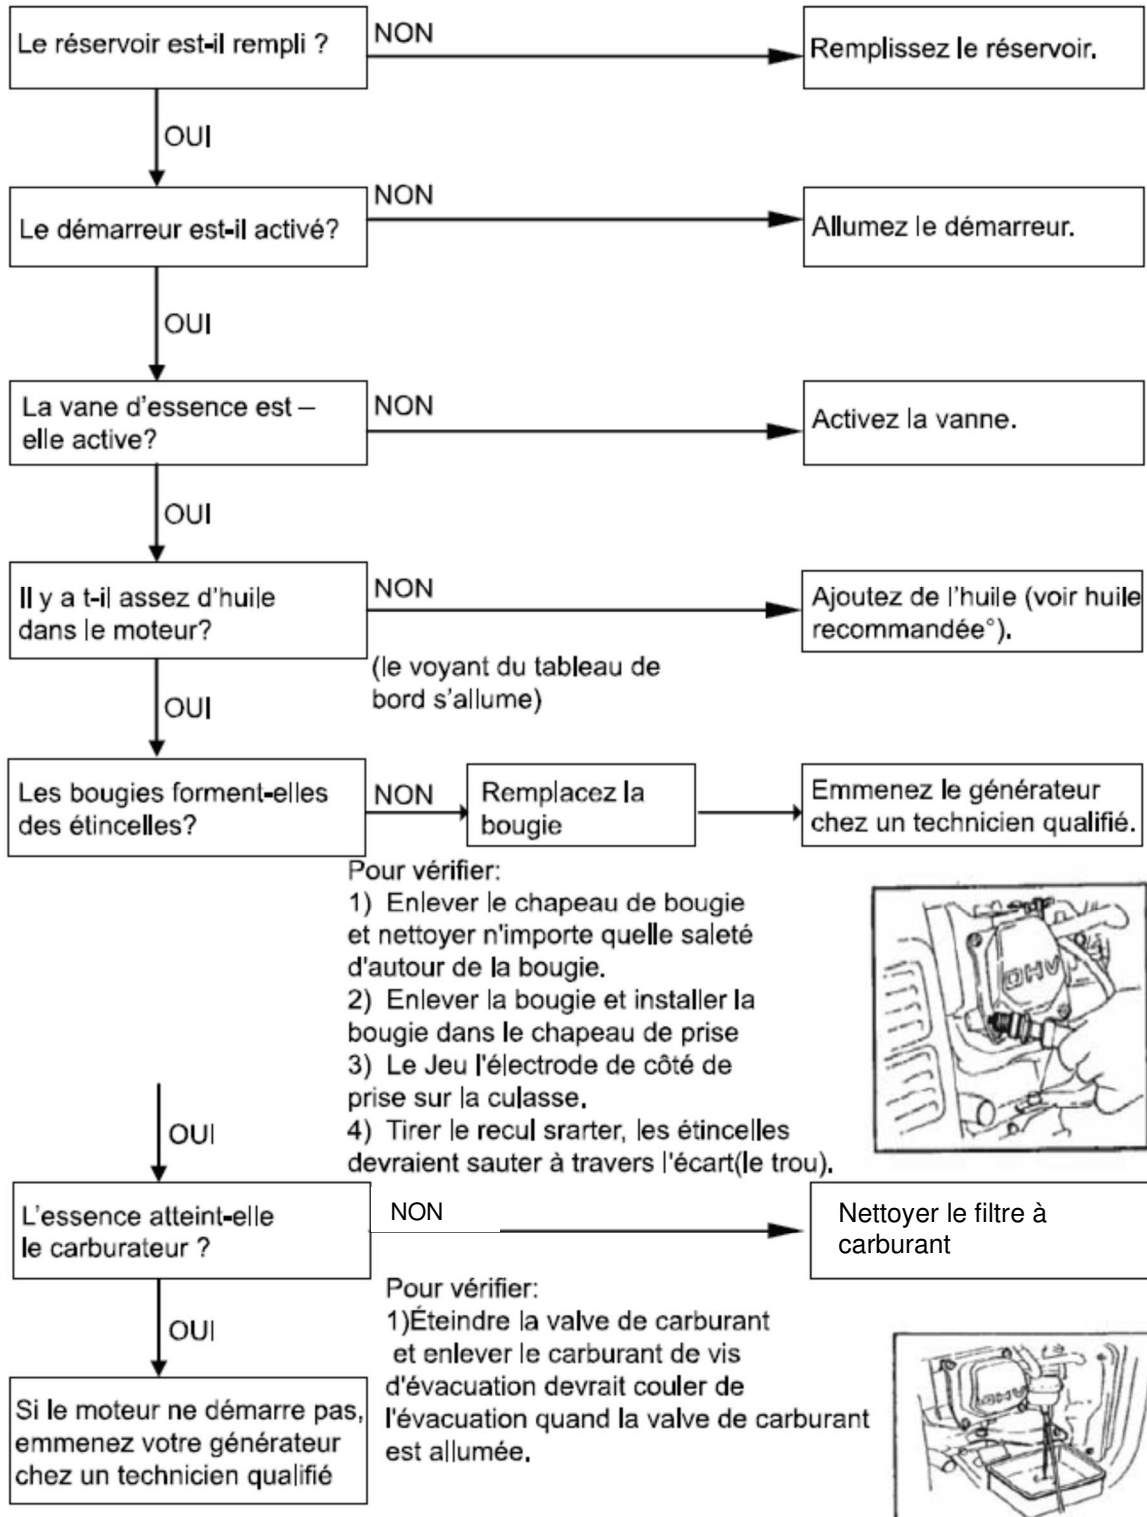 Le réservoir est-il rempli ?
NON
Remplissez le réservoir.
OUI
Le démarreur est-il activé?
NON
Allumez le démarreur.
OUI
La vane d'essence est –
elle active?
NON
Activez la vanne.
OUI
Il y a t-il assez d'huile
dans le moteur?
NON
Ajoutez de l'huile (voir huile
recommandée°).
(le voyant du tableau de
bord s'allume)
OUI
Les bougies forment-elles
des étincelles?
NON
Remplacez la
bougie
Emmenez le générateur
chez un technicien qualifié.
Pour vérifier:
1) Enlever le chapeau de bougie
et nettoyer n'importe quelle saleté
d'autour de la bougie.
2) Enlever la bougie et installer la
bougie dans le chapeau de prise
3) Le Jeu l'électrode de côté de
prise sur la culasse.
4) Tirer le recul srarter, les étincelles
devraient sauter à travers l'écart(le trou).
OHV
OUI
L'essence atteint-elle
le carburateur ?
NON
Nettoyer le filtre à
carburant
Pour vérifier:
1)Éteindre la valve de carburant
et enlever le carburant de vis
d'évacuation devrait couler de
l'évacuation quand la valve de carburant
est allumée.
OHV
OUI
Si le moteur ne démarre pas,
emmenez votre générateur
chez un technicien qualifié